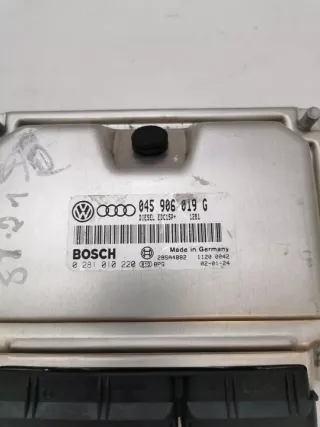 045 906 019 G
DIESEL EDC15P+ 1281
BOSCH
Made in Germany
28SA4882 1120 0042
0 281 010 220 BPG 02-01-24